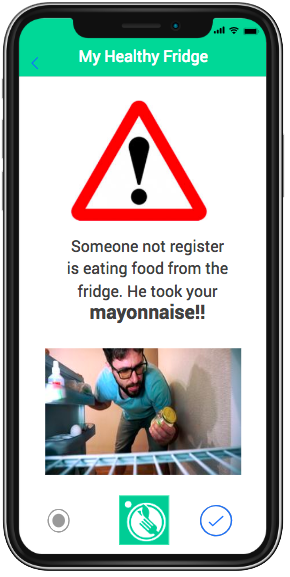 My Healthy Fridge
Someone not register
is eating food from the
fridge. He took your
mayonnaise!!